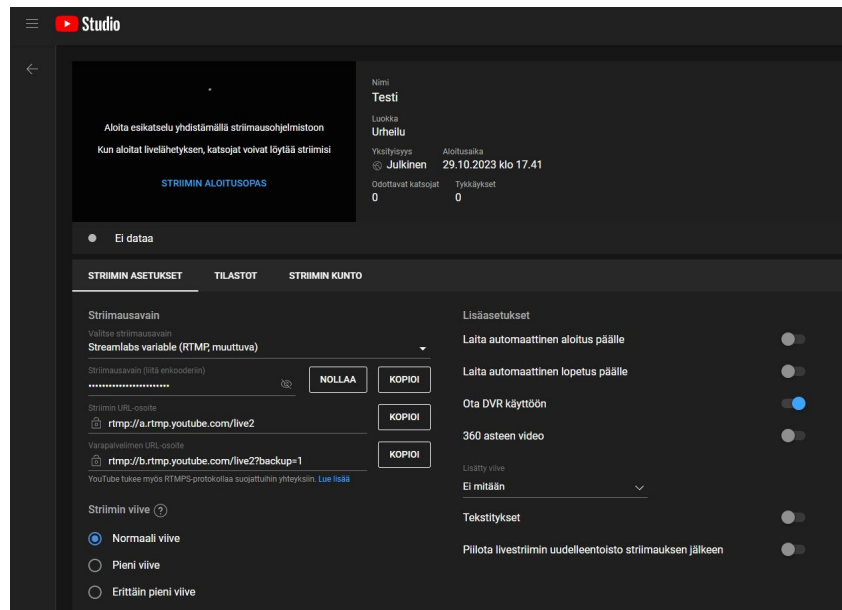 Studio
Aloita esikatselu yhdistämällä striimausohjelmistoon
Kun aloitat livelähetyksen, katsojat voivat löytää striimisi
STRIIMIN ALOITUSOPAS
Nimi
Testi
Luokka
Urheilu
Yksityisyys Aloitusaika
Julkinen 29.10.2023 klo 17.41
Odottavat katsojat Tykkäykset
0 0
Ei dataa
STRIIMIN ASETUKSET TILASTOT STRIIMIN KUNTO
Striimausavain
Valitse striimausavain
Streamlabs variable (RTMP, muuttuva)
Striimausavain (liitä enkooderiin)
••••••••••••••••••••••••
NOLLAA KOPIOI
Striimin URL-osoite
rtmp://a.rtmp.youtube.com/live2
KOPIOI
Varapalvelimen URL-osoite
rtmp://b.rtmp.youtube.com/live2?backup=1
KOPIOI
YouTube tukee myös RTMPS-protokollaa suojattuihin yhteyksiin. Lue lisää
Striimin viive ?
Normaali viive
Pieni viive
Erittäin pieni viive
Lisäasetukset
Laita automaattinen aloitus päälle
Laita automaattinen lopetus päälle
Ota DVR käyttöön
360 asteen video
Lisätty viive
Ei mitään
Tekstitykset
Piilota livestriimin uudelleentoisto striimauksen jälkeen